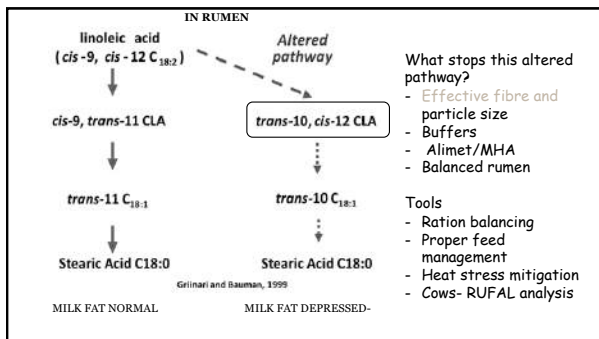 IN RUMEN
linoleic acid
(cis-9, cis-12 C18:2)
Altered
pathway
cis-9, trans-11 CLA
trans-10, cis-12 CLA
trans-11 C18:1
trans-10 C18:1
Stearic Acid C18:0
Stearic Acid C18:0
Griinari and Bauman, 1999
MILK FAT NORMAL
MILK FAT DEPRESSED-
What stops this altered
pathway?
- Effective fibre and
particle size
- Buffers
- Alimet/MHA
- Balanced rumen
Tools
- Ration balancing
- Proper feed
management
- Heat stress mitigation
- Cows- RUFAL analysis